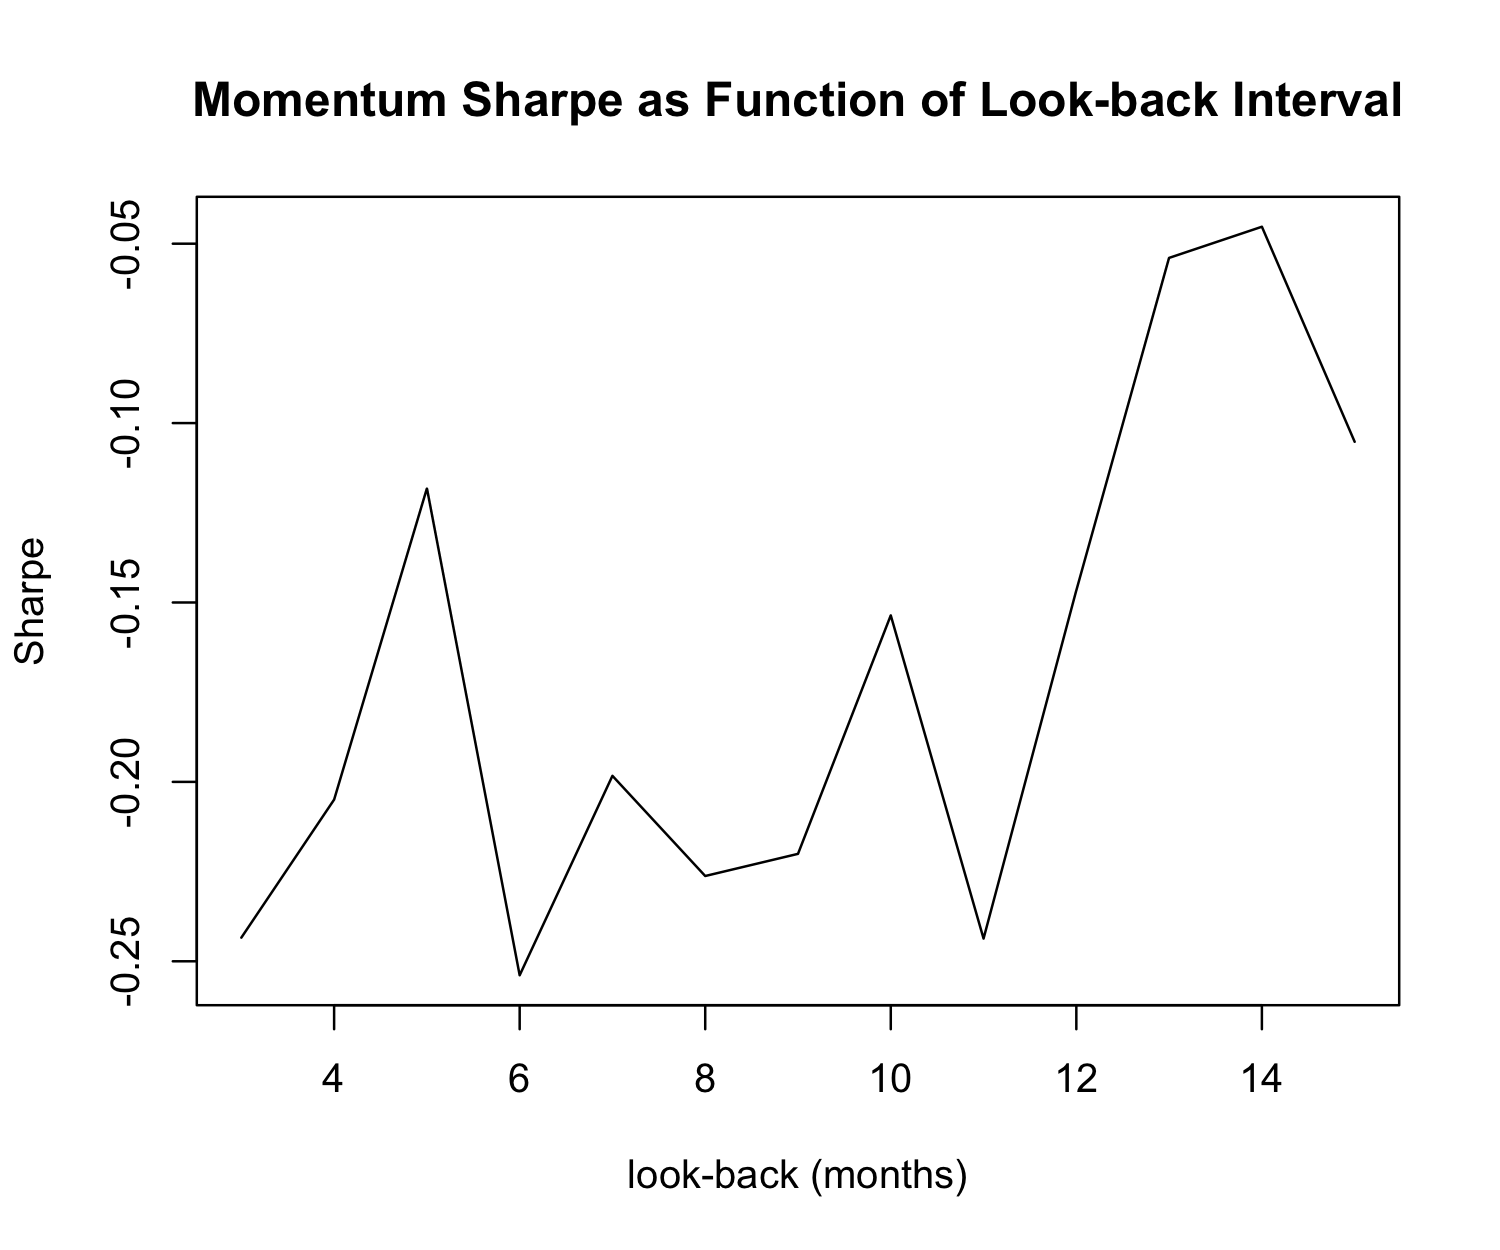 Momentum Sharpe as Function of Look-back Interval
Sharpe
-0.05
-0.10
-0.15
-0.20
-0.25
4 6 8 10 12 14
look-back (months)